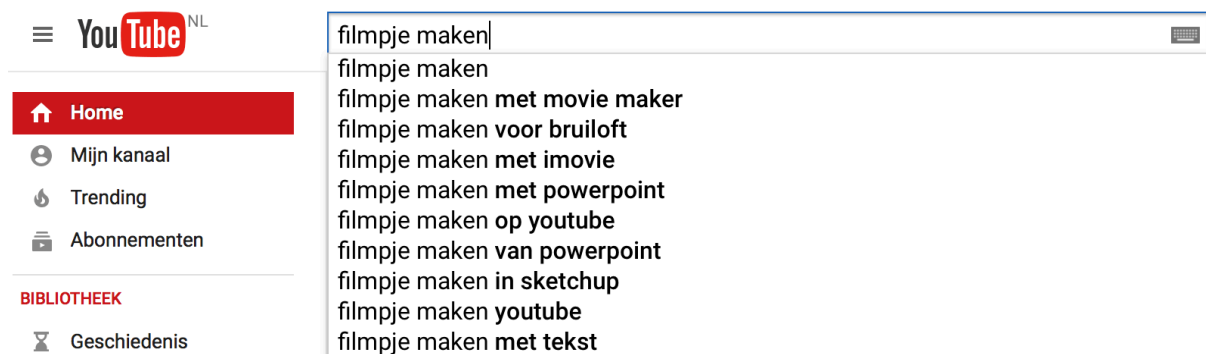 YouTube NL
filmpje maken
filmpje maken
filmpje maken met movie maker
filmpje maken voor bruiloft
filmpje maken met imovie
filmpje maken met powerpoint
filmpje maken op youtube
filmpje maken van powerpoint
filmpje maken in sketchup
filmpje maken youtube
filmpje maken met tekst
Home
Mijn kanaal
Trending
Abonnementen
BIBLIOTHEEK
Geschiedenis